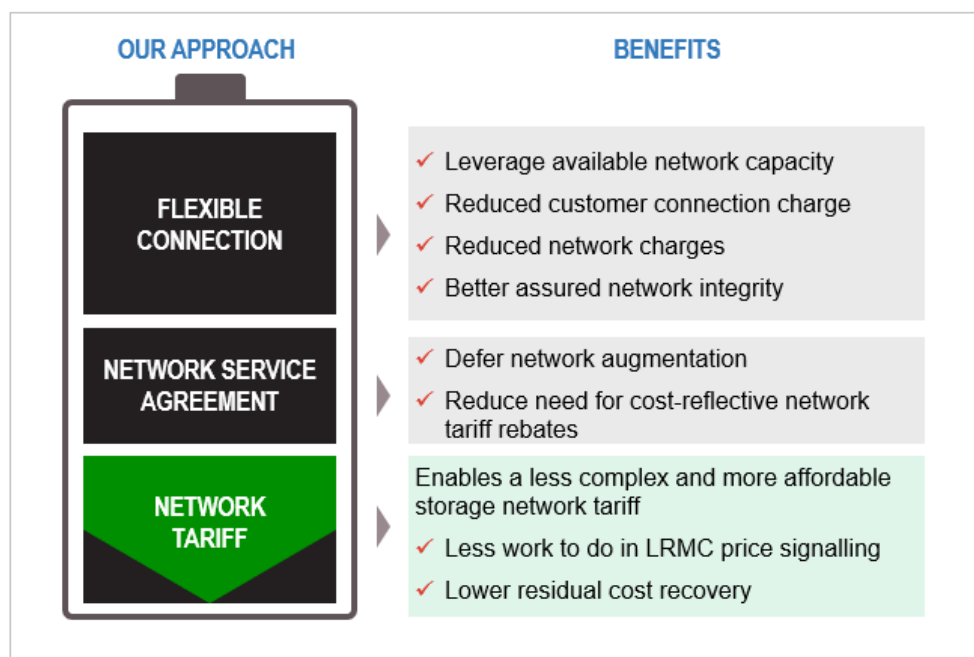 OUR APPROACH
BENEFITS
FLEXIBLE
CONNECTION
Leverage available network capacity
Reduced customer connection charge
Reduced network charges
Better assured network integrity
NETWORK SERVICE
AGREEMENT
Defer network augmentation
Reduce need for cost-reflective network
tariff rebates
NETWORK
TARIFF
Enables a less complex and more affordable
storage network tariff
Less work to do in LRMC price signalling
Lower residual cost recovery